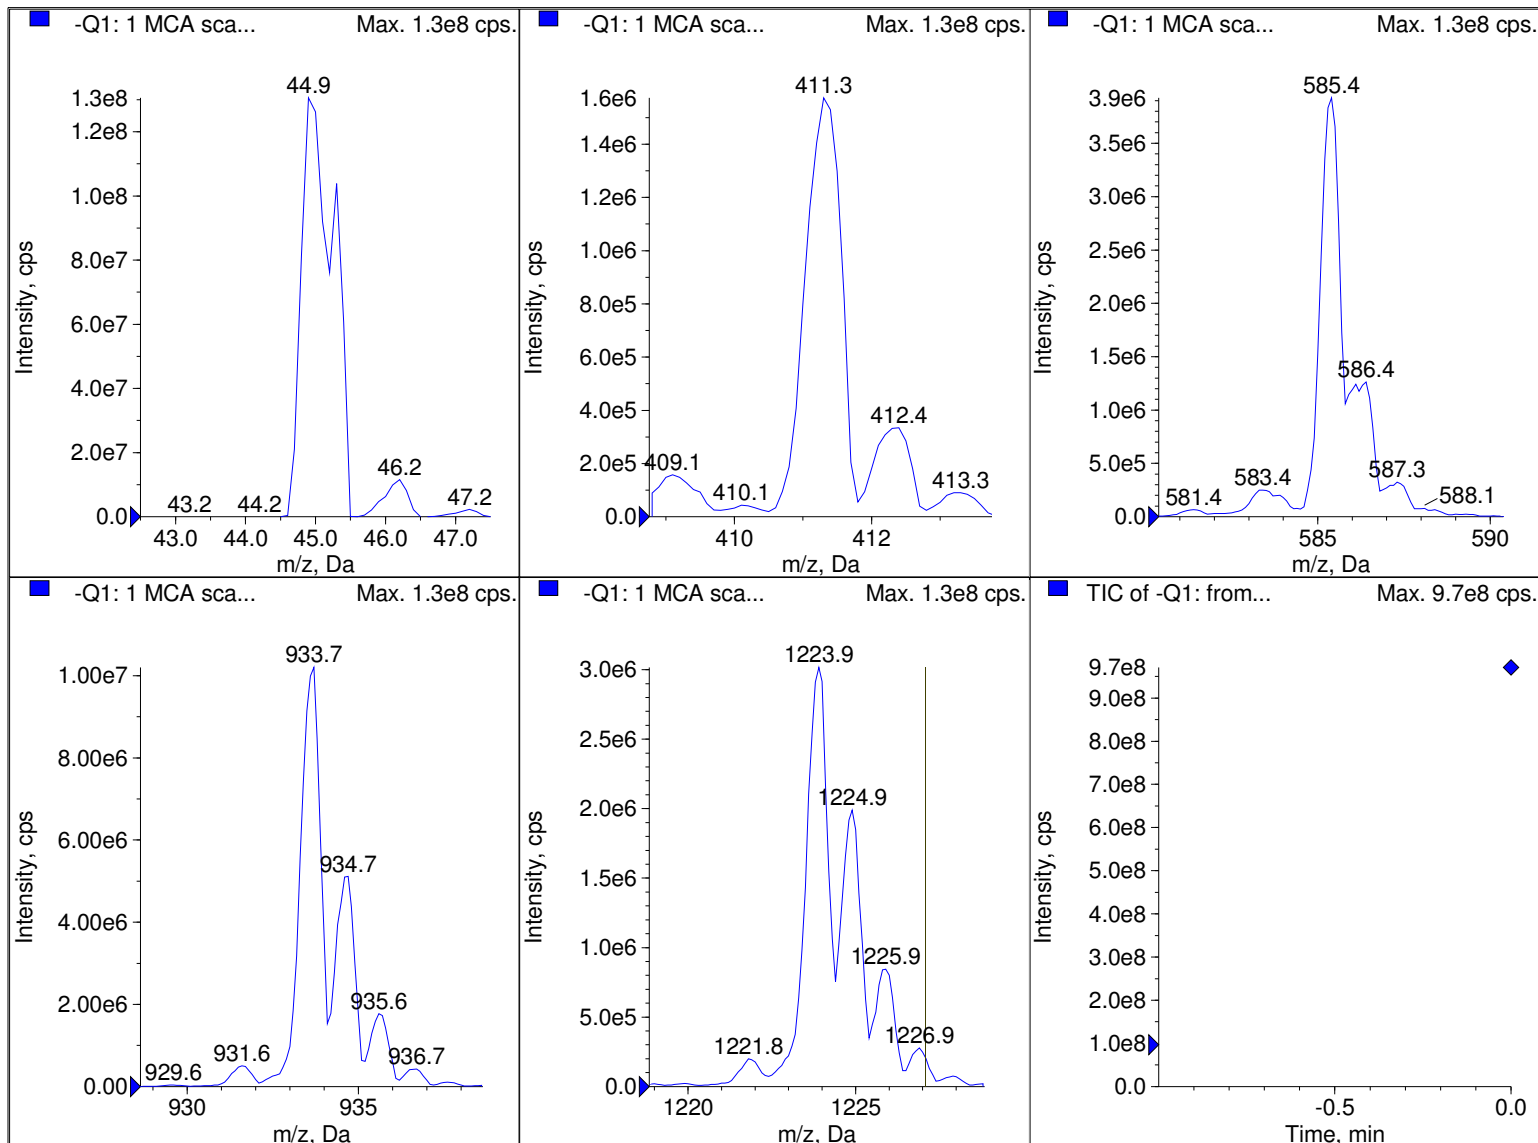 -Q1: 1 MCA sca... Max. 1.3e8 cps.
44.9
1.3e8
1.2e8
1.0e8
8.0e7
6.0e7
4.0e7
2.0e7
0.0
46.2
43.2 44.2 47.2
43.0 44.0 45.0 46.0 47.0
m/z, Da
Intensity, cps
-Q1: 1 MCA sca... Max. 1.3e8 cps.
411.3
1.6e6
1.4e6
1.2e6
1.0e6
8.0e5
6.0e5
4.0e5
2.0e5
0.0
412.4
409.1
410.1
413.3
410 412
m/z, Da
Intensity, cps
-Q1: 1 MCA sca... Max. 1.3e8 cps.
585.4
3.9e6
3.5e6
3.0e6
2.5e6
2.0e6
1.5e6
1.0e6
5.0e5
0.0
586.4
587.3
583.4
581.4
588.1
585 590
m/z, Da
Intensity, cps
-Q1: 1 MCA sca... Max. 1.3e8 cps.
933.7
1.00e7
8.00e6
6.00e6
4.00e6
2.00e6
0.00
934.7
935.6
931.6
936.7
929.6
930 935
m/z, Da
Intensity, cps
-Q1: 1 MCA sca... Max. 1.3e8 cps.
1223.9
3.0e6
2.5e6
2.0e6
1.5e6
1.0e6
5.0e5
0.0
1224.9
1225.9
1226.9
1221.8
1220 1225
m/z, Da
Intensity, cps
TIC of -Q1: from... Max. 9.7e8 cps.
9.7e8
9.0e8
8.0e8
7.0e8
6.0e8
5.0e8
4.0e8
3.0e8
2.0e8
1.0e8
0.0
-0.5 0.0
Time, min
Intensity, cps